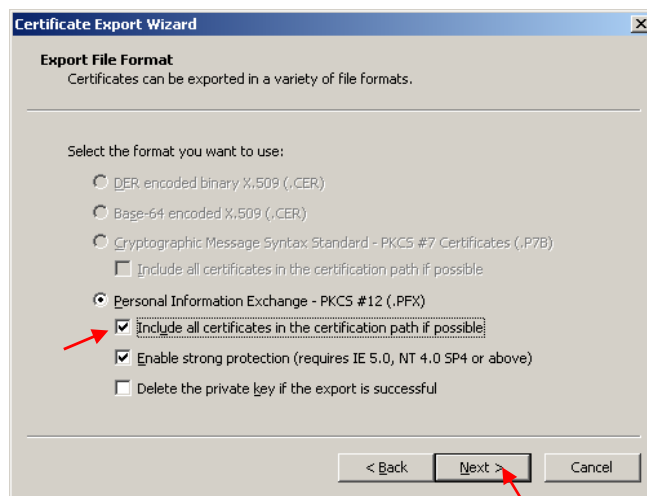 Certificate Export Wizard
Export File Format
Certificates can be exported in a variety of file formats.
Select the format you want to use:
DER encoded binary X.509 (.CER)
Base-64 encoded X.509 (.CER)
Cryptographic Message Syntax Standard - PKCS #7 Certificates (.P7B)
Include all certificates in the certification path if possible
Personal Information Exchange - PKCS #12 (.PFX)
Include all certificates in the certification path if possible
Enable strong protection (requires IE 5.0, NT 4.0 SP4 or above)
Delete the private key if the export is successful
< Back Next > Cancel